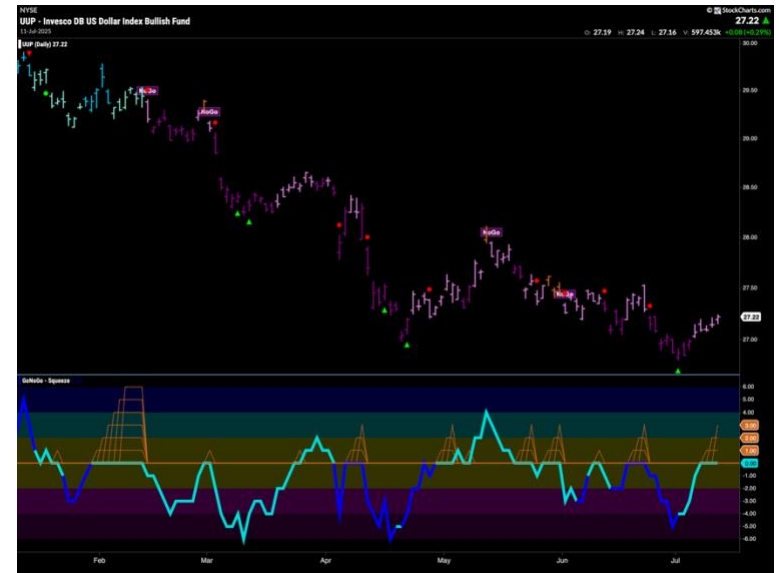 NYSE
© StockCharts.com
UUP - Invesco DB US Dollar Index Bullish Fund
27.22
11-Jul-2025
O: 27.19 H: 27.24 L: 27.16 V: 597.453k +0.08 (+0.29%)
UUP (Daily) 27.22
30.00
29.50
NoGo
NoGo
29.00
28.50
NoGo
28.00
27.50
NoGo
27.22
27.00
GoNoGo - Squeeze
6.00
5.00
4.00
3.00
2.00
1.00
0.00
-1.00
-2.00
-3.00
-4.00
-5.00
-6.00
Feb Mar Apr May Jun Jul